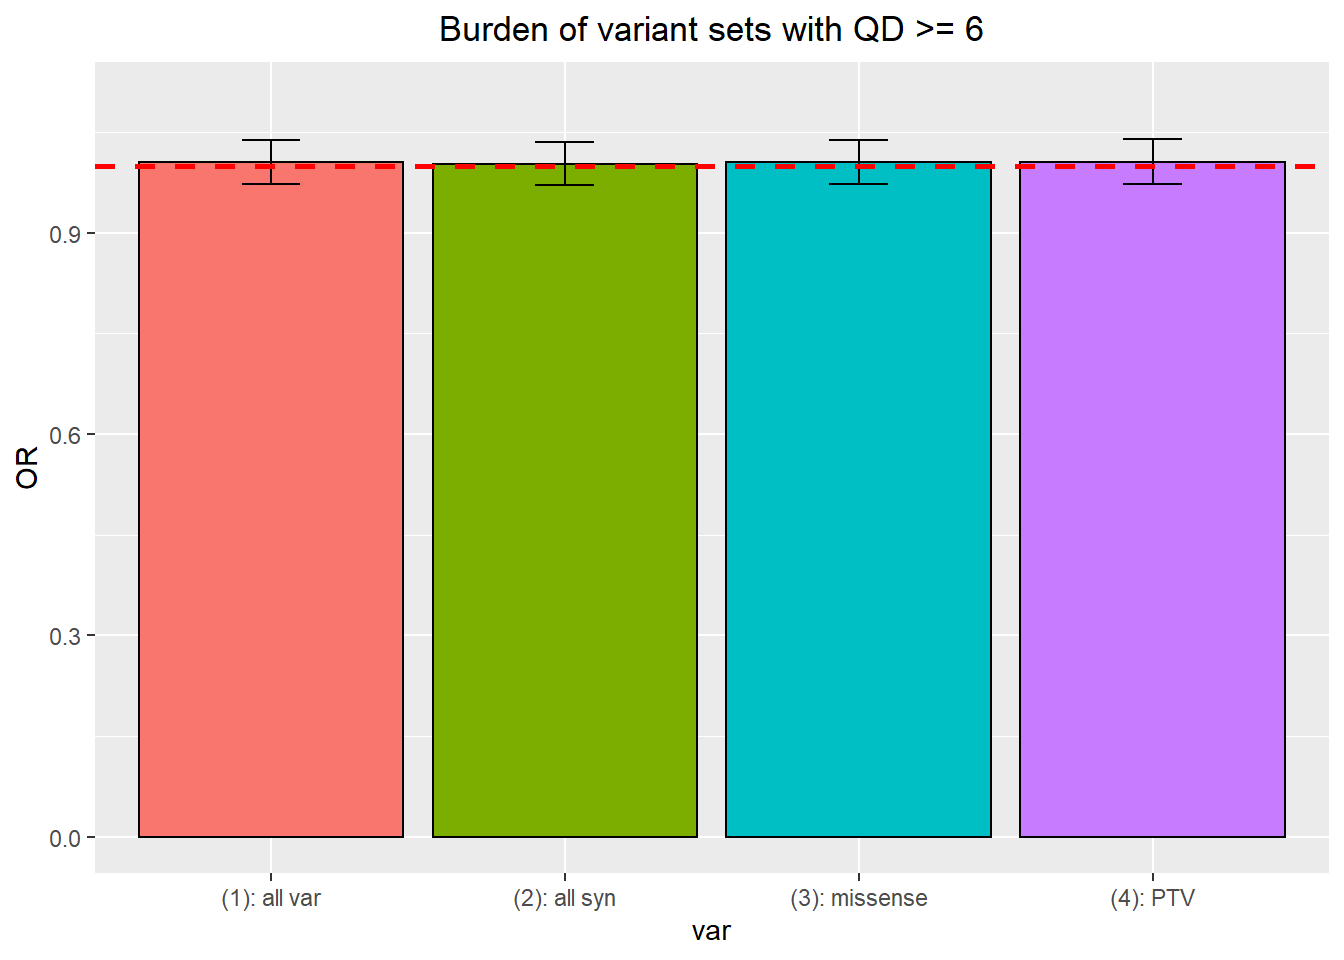 Burden of variant sets with QD >= 6
OR
0.9
0.6
0.3
0.0
(1): all var
(2): all syn
(3): missense
(4): PTV
var